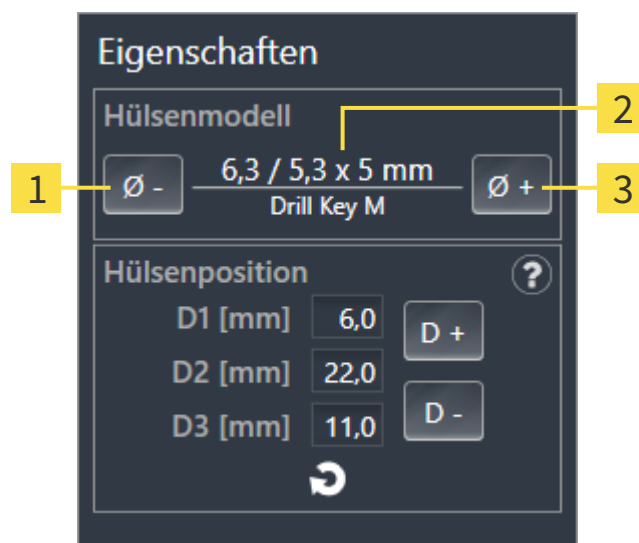 Eigenschaften
Hülsenmodell
2
1
Ø -
6,3 / 5,3 x 5 mm
Drill Key M
Ø +
3
Hülsenposition
?
D1 [mm] 6,0
D +
D2 [mm] 22,0
D3 [mm] 11,0
D -